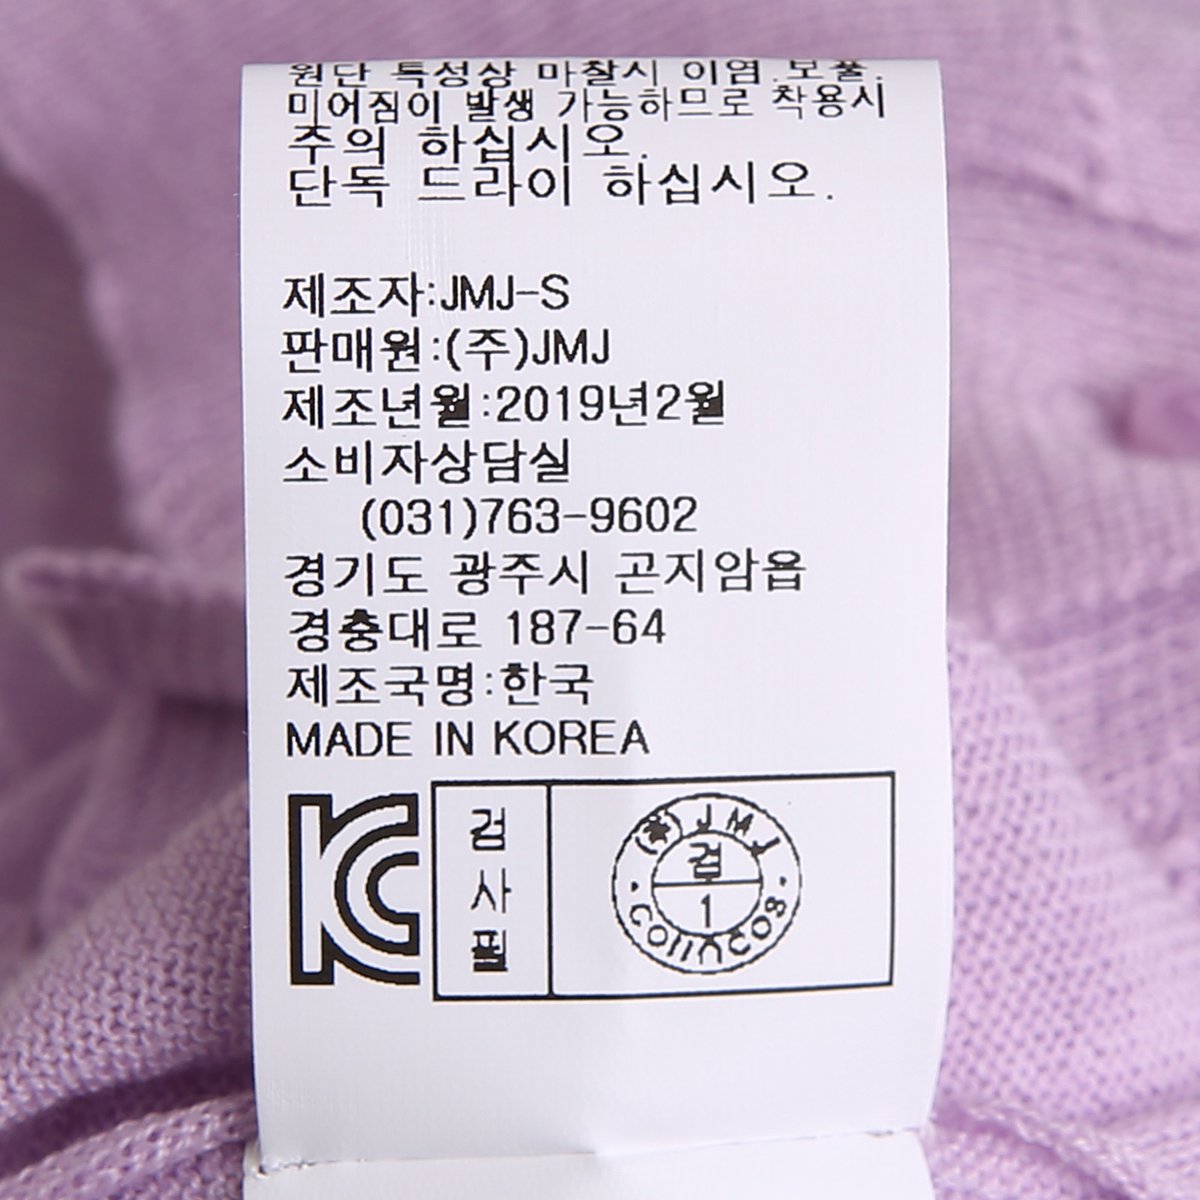 원단 특성상 마찰시 이염.보풀.
미어짐이 발생 가능하므로 착용시
주의 하십시오.
단독 드라이 하십시오.
제조자:JMJ-S
판매원:(주)JMJ
제조년월:2019년2월
소비자상담실
(031)763-9602
경기도 광주시 곤지암읍
경충대로 187-64
제조국명:한국
MADE IN KOREA
KC
검사필
(주)JMJ
검
1
Collncos